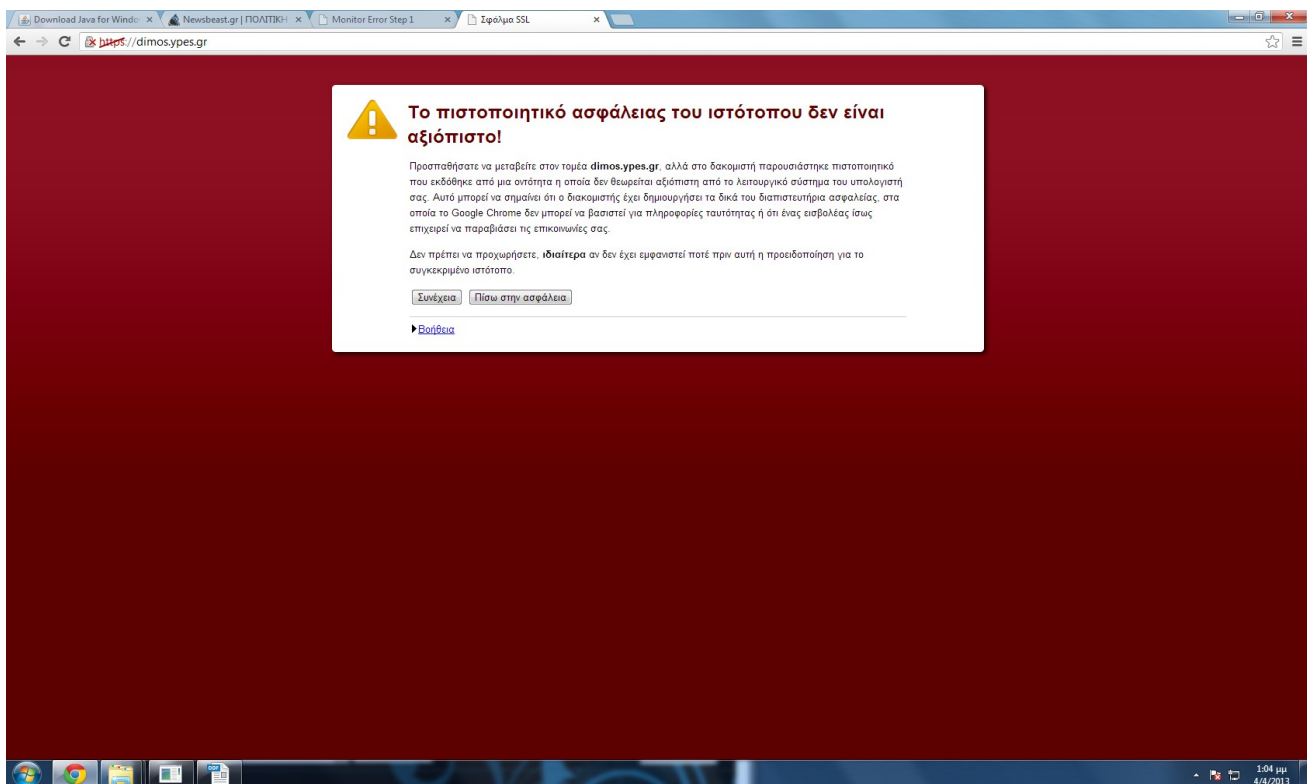 Download Java for Windo
Newsbeast.gr | ΠΟΛΙΤΙΚΗ
Monitor Error Step 1
Σφάλμα SSL
https://dimos.ypes.gr
Το πιστοποιητικό ασφάλειας του ιστότοπου δεν είναι
αξιόπιστο!
Προσπαθήσατε να μεταβείτε στον τομέα dimos.ypes.gr, αλλά στο δακομιστή παρουσιάστηκε πιστοποιητικό
που εκδόθηκε από μια οντότητα η οποία δεν θεωρείται αξιόπιστη από το λειτουργικό σύστημα του υπολογιστή
σας. Αυτό μπορεί να σημαίνει ότι ο διακομιστής έχει δημιουργήσει τα δικά του διαπιστευτήρια ασφαλείας, στα
οποία το Google Chrome δεν μπορεί να βασιστεί για πληροφορίες ταυτότητας ή ότι ένας εισβολέας ίσως
επιχειρεί να παραβιάσει τις επικοινωνίες σας.
Δεν πρέπει να προχωρήσετε, ιδιαίτερα αν δεν έχει εμφανιστεί ποτέ πριν αυτή η προειδοποίηση για το
συγκεκριμένο ιστότοπο.
Συνέχεια Πίσω στην ασφάλεια
Βοήθεια
1:04 μμ
4/4/2013